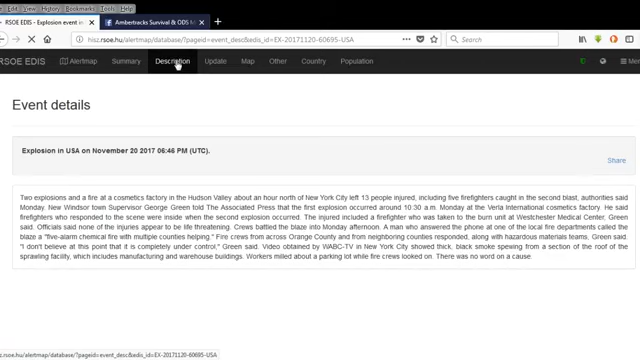 Edit View History Bookmarks Tools Help
RSOE EDIS - Explosion event in
Ambertracks Survival & ODS M
hisz.rsoe.hu/alertmap/database/?pageid=event_desc&edis_id=EX-20171120-60695-USA
Search
RSOE EDIS Alertmap Summary Description Update Map Other Country Population Men
Event details
Explosion in USA on November 20 2017 06:46 PM (UTC).
Share
Two explosions and a fire at a cosmetics factory in the Hudson Valley about an hour north of New York City left 13 people injured, including five firefighters caught in the second blast, authorities said
Monday. New Windsor town Supervisor George Green told The Associated Press that the first explosion occurred around 10:30 a.m. Monday at the Verla International cosmetics factory. He said
firefighters who responded to the scene were inside when the second explosion occurred. The injured included a firefighter who was taken to the burn unit at Westchester Medical Center, Green
said. Officials said none of the injuries appear to be life threatening. Crews battled the blaze into Monday afternoon. A man who answered the phone at one of the local fire departments called the
blaze a "five-alarm chemical fire with multiple counties helping." Fire crews from across Orange County and from neighboring counties responded, along with hazardous materials teams, Green said.
"I don't believe at this point that it is completely under control," Green said. Video obtained by WABC-TV in New York City showed thick, black smoke spewing from a section of the roof of the
sprawling facility, which includes manufacturing and warehouse buildings. Workers milled about a parking lot while fire crews looked on. There was no word on a cause.
hisz.rsoe.hu/alertmap/database/?pageid=event_desc&edis_id=EX-20171120-60695-USA